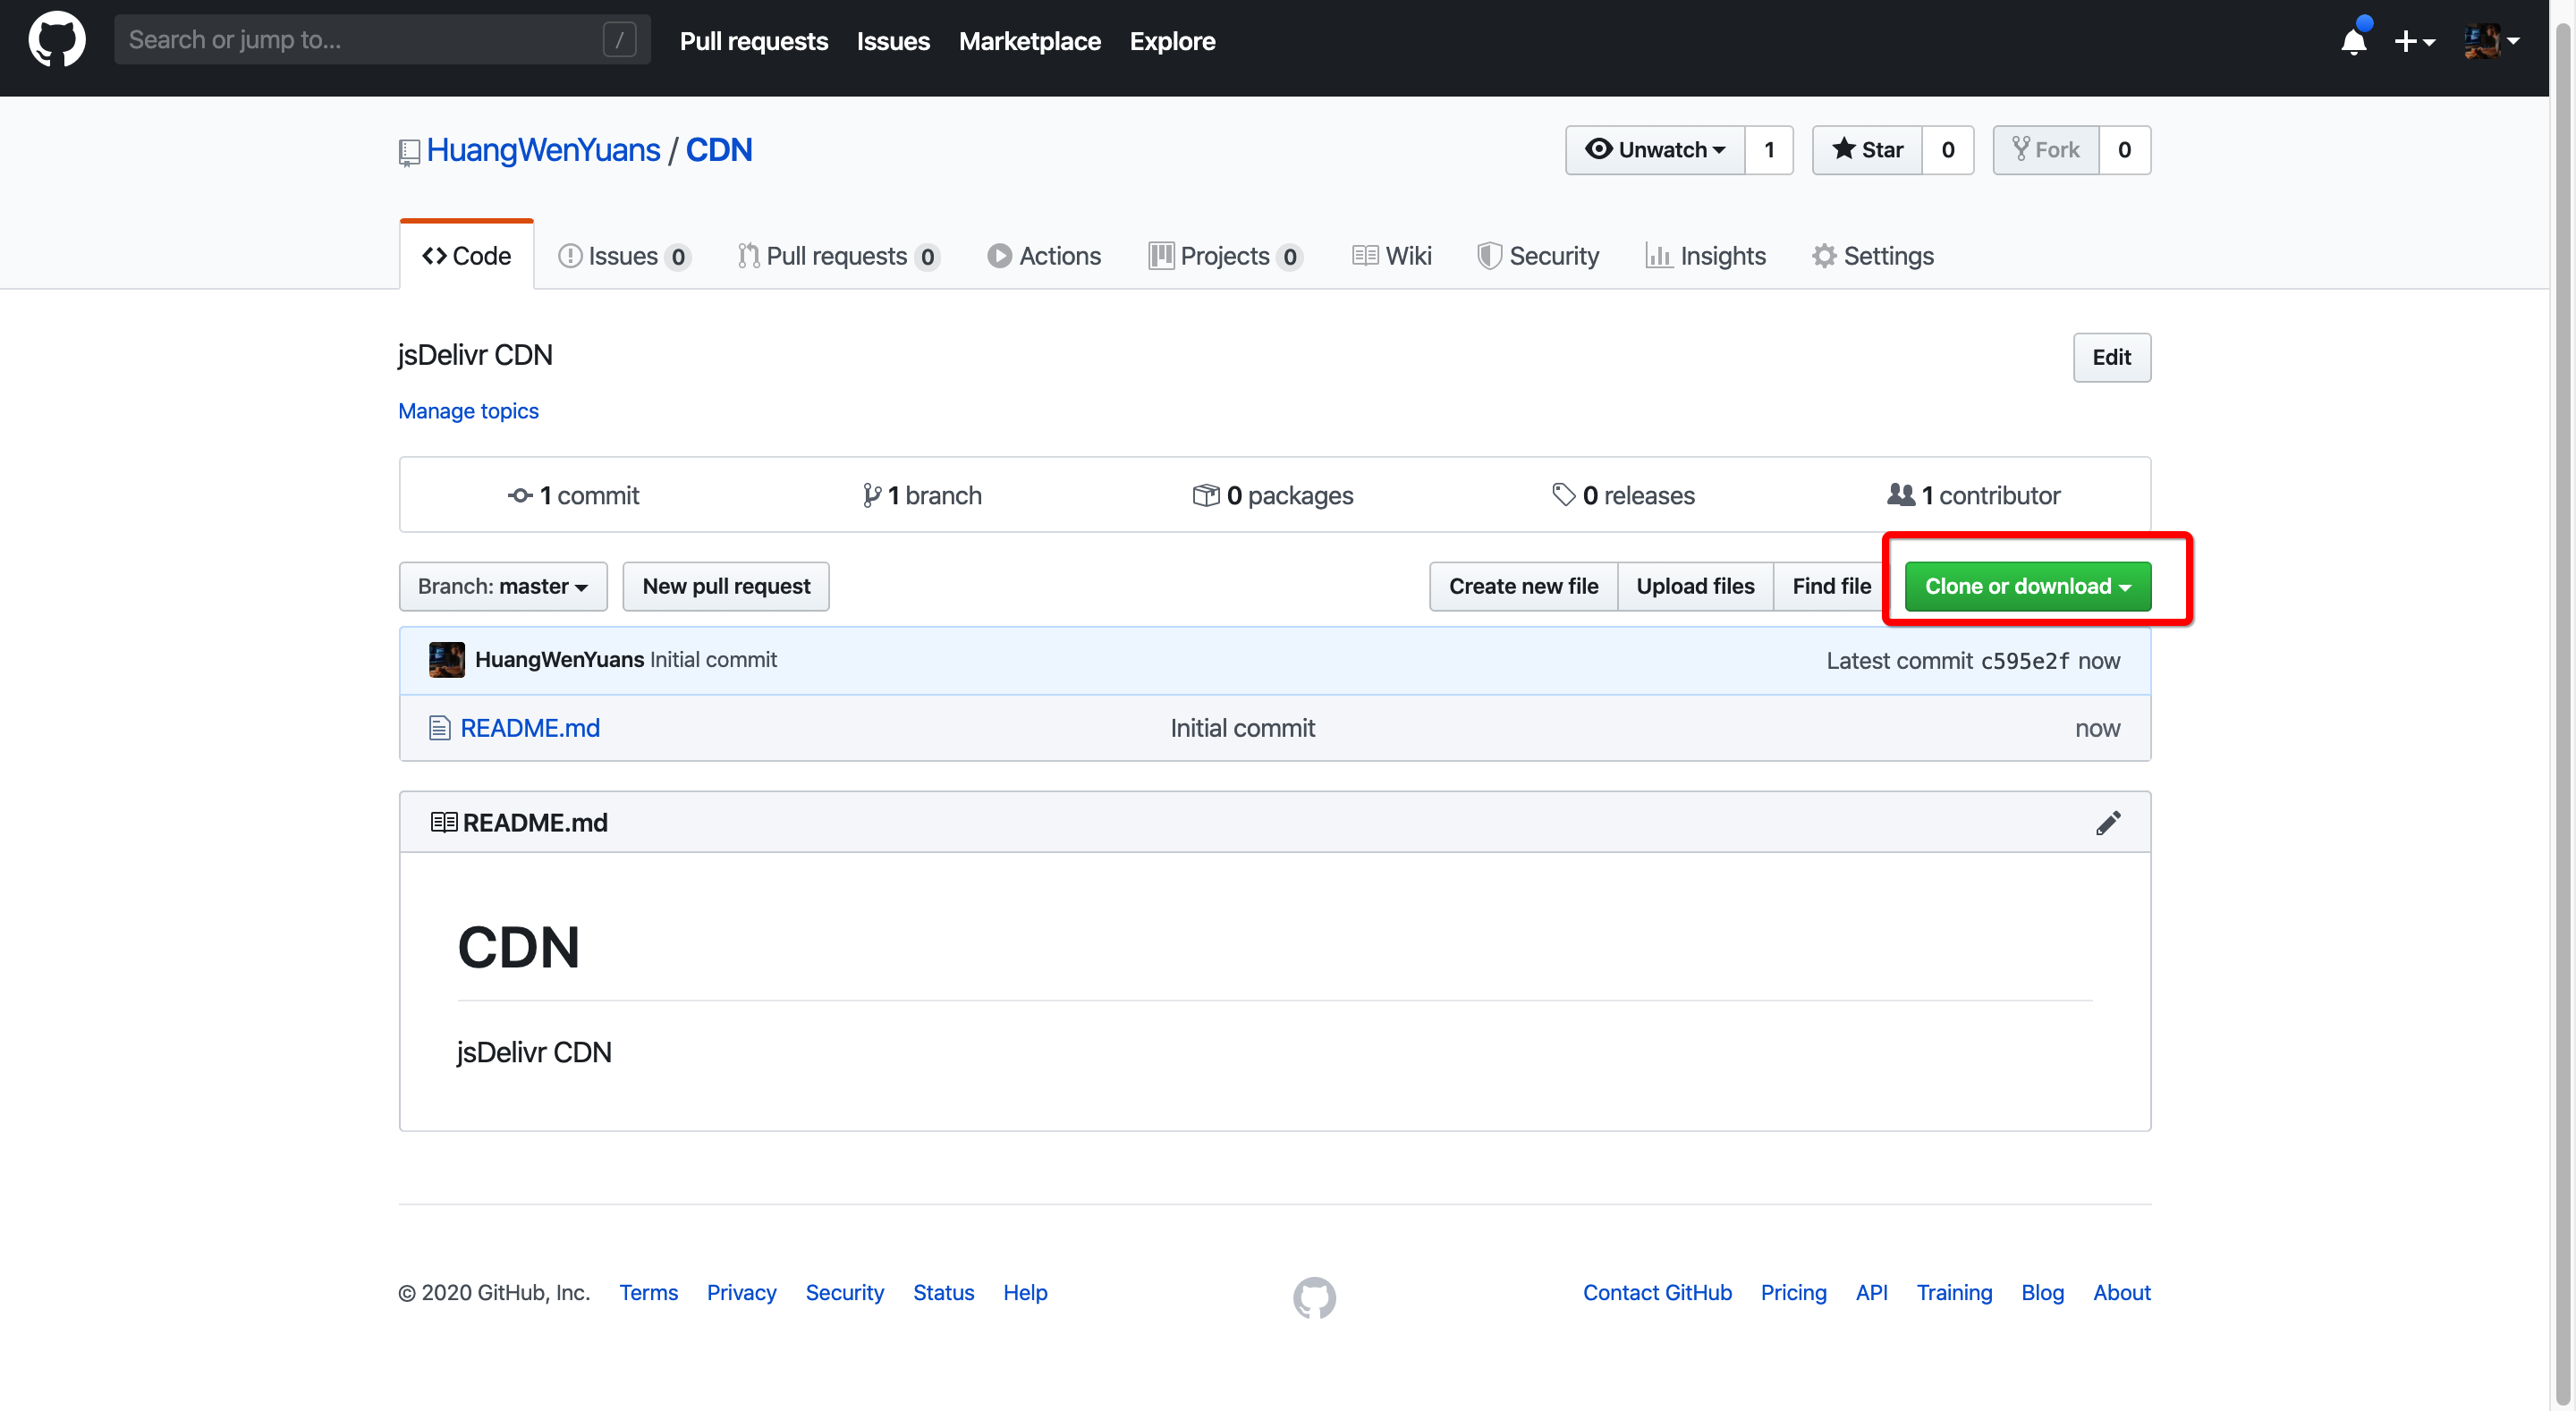 Search or jump to... /
Pull requests Issues Marketplace Explore
HuangWenYuans / CDN
Unwatch 1 Star 0 Fork 0
Code Issues 0 Pull requests 0 Actions Projects 0 Wiki Security Insights Settings
jsDelivr CDN
Edit
Manage topics
1 commit 1 branch 0 packages 0 releases 1 contributor
Branch: master New pull request Create new file Upload files Find file Clone or download
HuangWenYuans Initial commit Latest commit c595e2f now
README.md Initial commit now
README.md
CDN
jsDelivr CDN
© 2020 GitHub, Inc. Terms Privacy Security Status Help Contact GitHub Pricing API Training Blog About